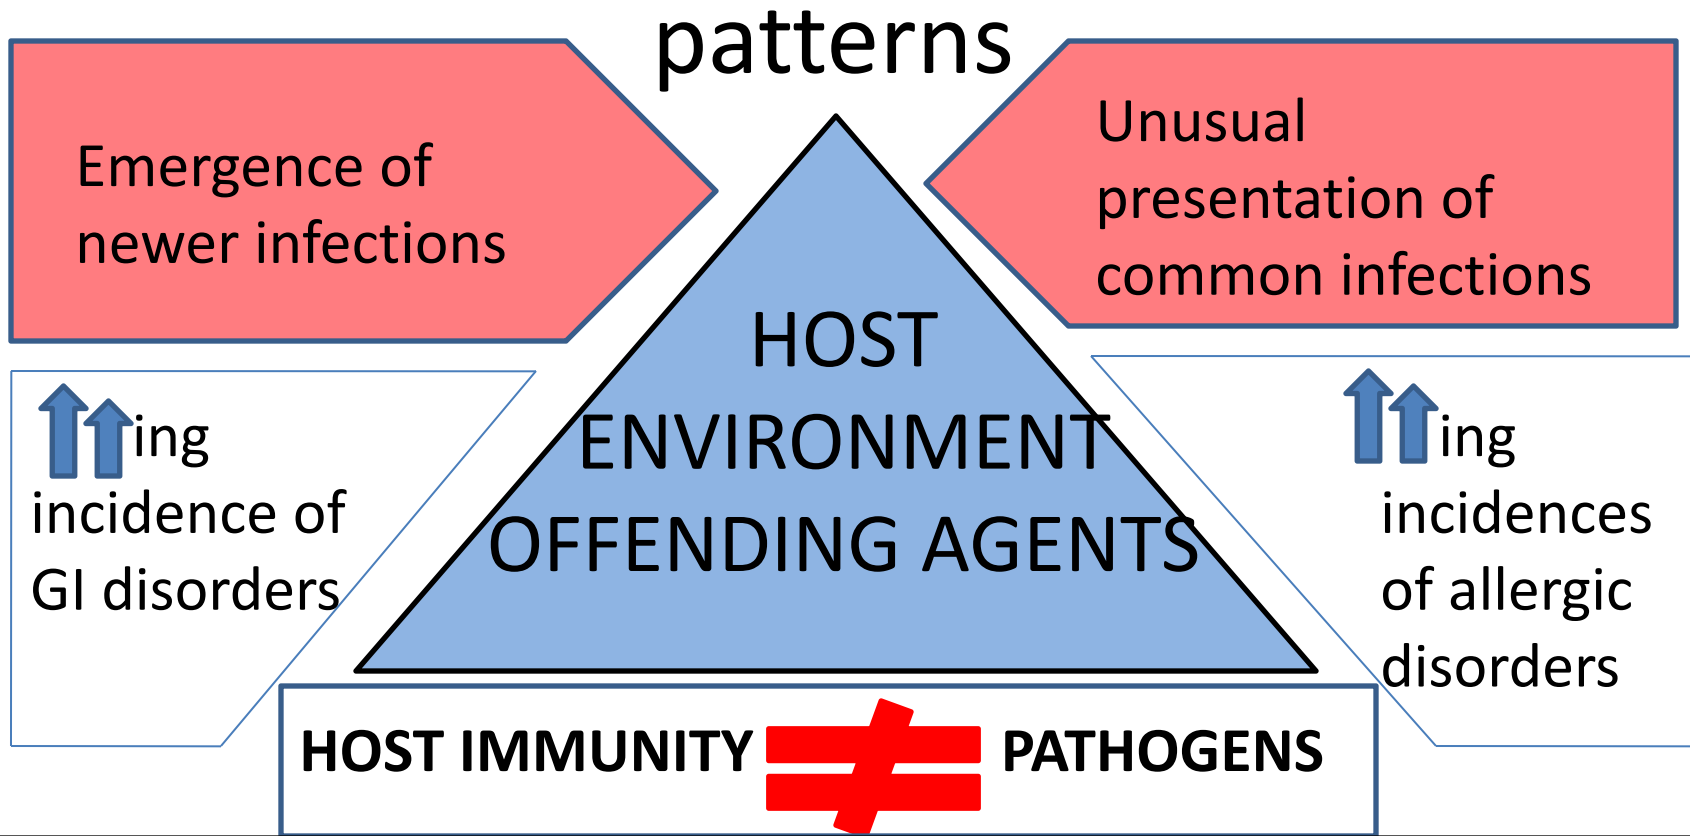 patterns
Emergence of
newer infections
Unusual
presentation of
common infections
HOST
ENVIRONMENT
OFFENDING AGENTS
ing
incidence of
GI disorders
ing
incidences
of allergic
disorders
HOST IMMUNITY ≠ PATHOGENS